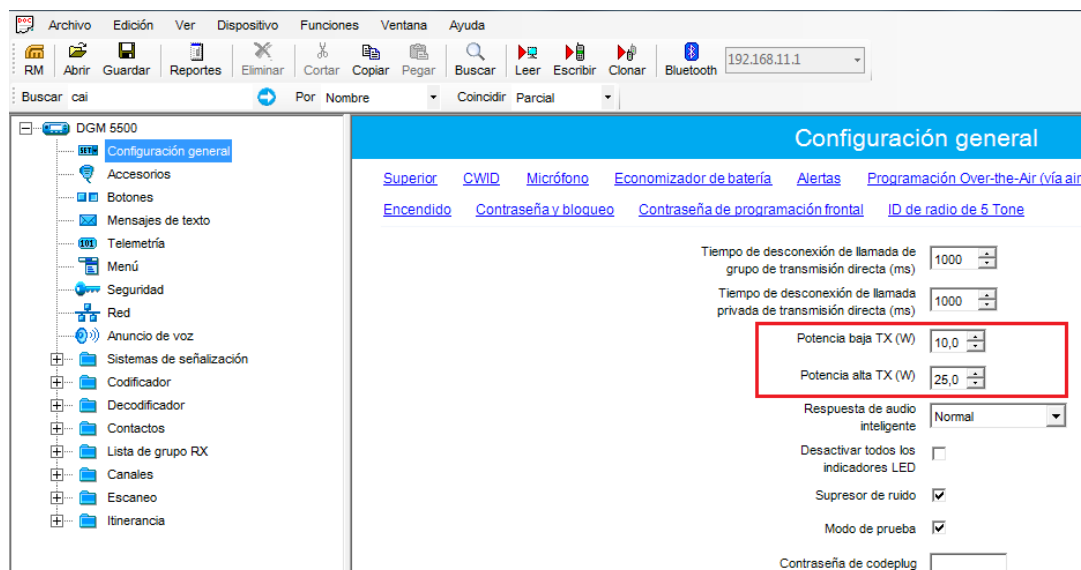 DOC
Archivo Edición Ver Dispositivo Funciones Ventana Ayuda
RM Abrir Guardar Reportes Eliminar Cortar Copiar Pegar Buscar Leer Escribir Clonar Bluetooth 192.168.11.1
Buscar cai Por Nombre Coincidir Parcial
DGM 5500
SET Configuración general
Accesorios
Botones
Mensajes de texto
101 Telemetría
Menú
Seguridad
Red
Anuncio de voz
Sistemas de señalización
Codificador
Decodificador
Contactos
Lista de grupo RX
Canales
Escaneo
Itinerancia
Configuración general
Superior CWID Micrófono Economizador de batería Alertas Programación Over-the-Air (vía air
Encendido Contraseña y bloqueo Contraseña de programación frontal ID de radio de 5 Tone
Tiempo de desconexión de llamada de
grupo de transmisión directa (ms) 1000
Tiempo de desconexión de llamada
privada de transmisión directa (ms) 1000
Potencia baja TX (W) 10,0
Potencia alta TX (W) 25,0
Respuesta de audio
inteligente Normal
Desactivar todos los
indicadores LED
Supresor de ruido
Modo de prueba
Contraseña de codeplug